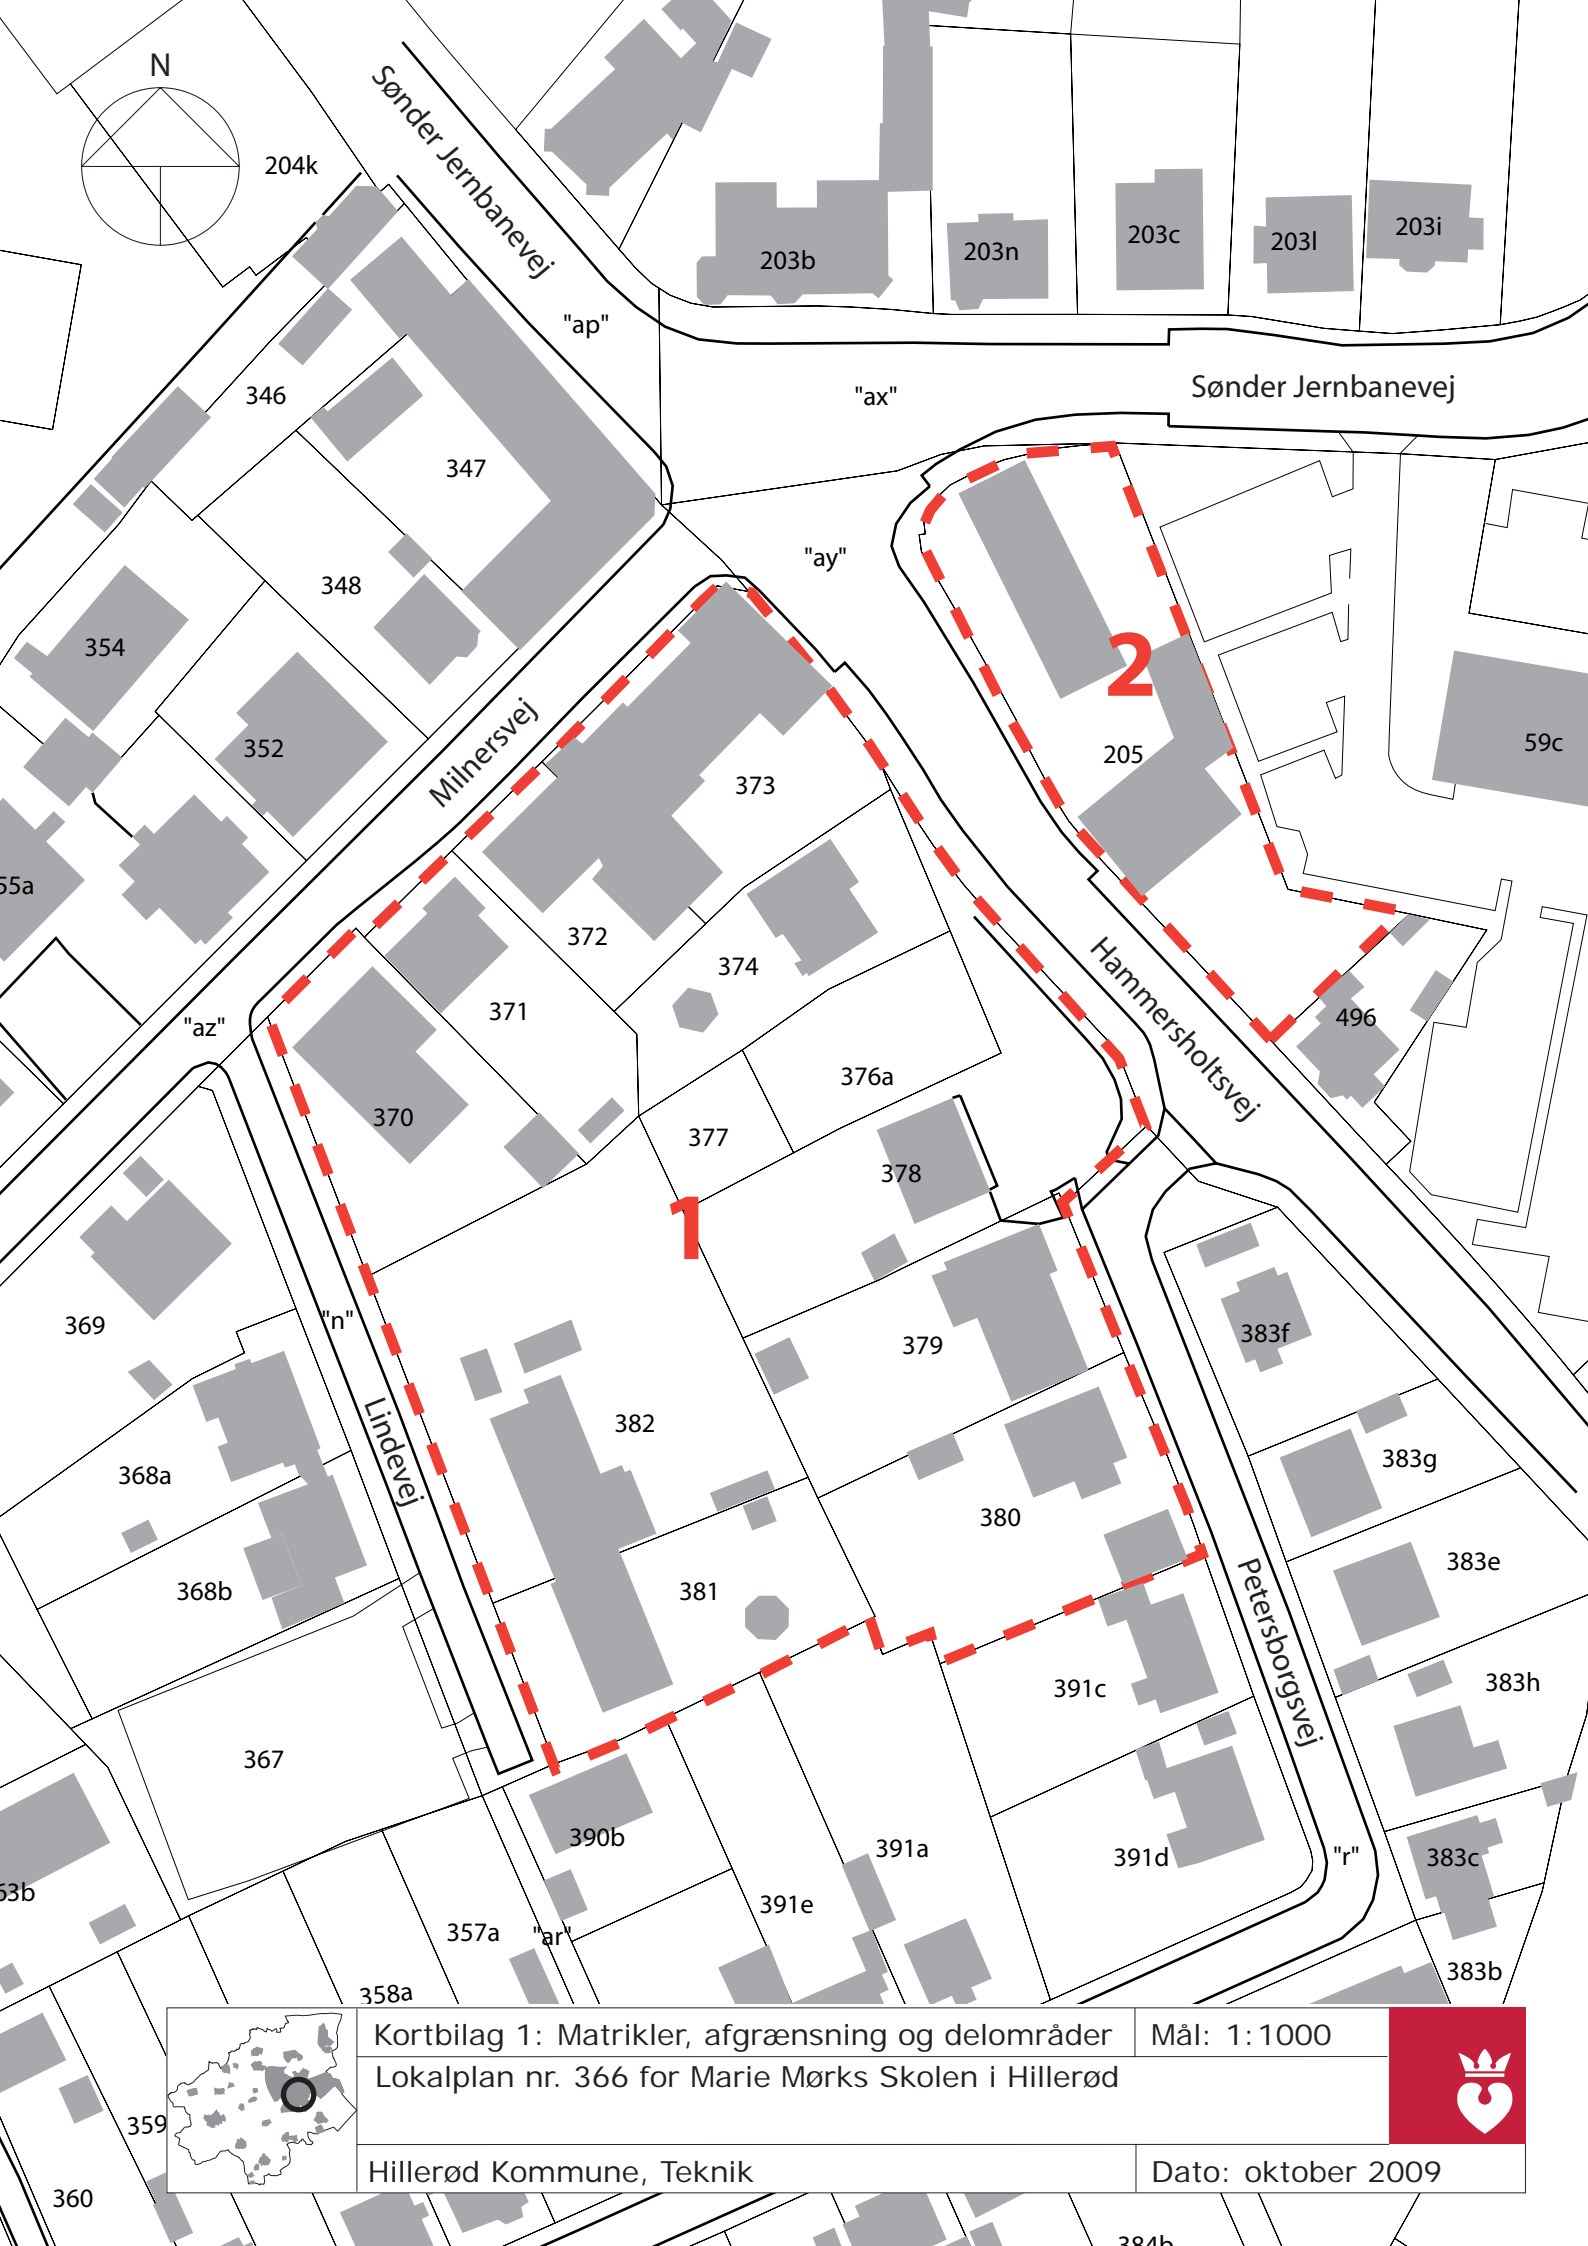 N
Sønder Jernbanevej
204k
203b
203n
203c
203l
203i
"ap"
"ax"
Sønder Jernbanevej
346
347
"ay"
348
354
352
Milnersvej
2
205
59c
373
55a
372
374
371
"az"
Hammersholtsvej
496
376a
370
377
378
1
369
"n"
383f
379
Lindevej
382
368a
383g
380
368b
381
383e
Petersborgsvej
391c
383h
367
390b
391a
391d
"r"
383c
63b
391e
357a
"ar"
383b
358a
Kortbilag 1: Matrikler, afgrænsning og delområder
Mål: 1:1000
Lokalplan nr. 366 for Marie Mørks Skolen i Hillerød
359
Hillerød Kommune, Teknik
Dato: oktober 2009
360